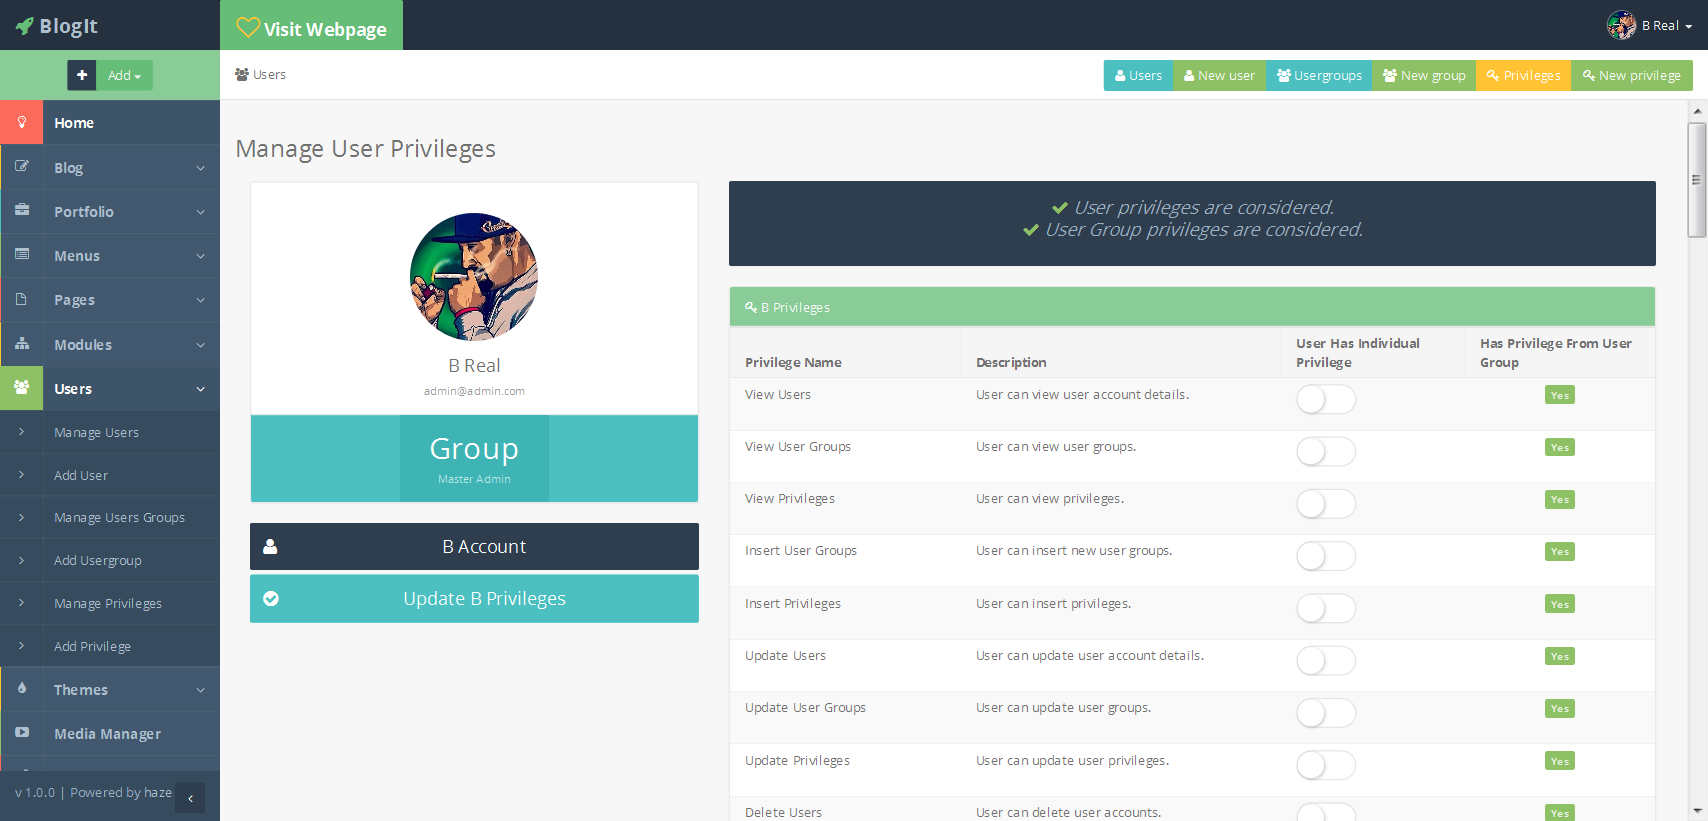 BlogIt
Visit Webpage
B Real
Add
Users
Users
New user
Usergroups
New group
Privileges
New privilege
Home
Blog
Portfolio
Menus
Pages
Modules
Users
Manage Users
Add User
Manage Users Groups
Add Usergroup
Manage Privileges
Add Privilege
Themes
Media Manager
v 1.0.0 | Powered by haze
Manage User Privileges
B Real
admin@admin.com
Group
Master Admin
B Account
Update B Privileges
User privileges are considered.
User Group privileges are considered.
B Privileges
Privilege Name
Description
User Has Individual
Privilege
Has Privilege From User
Group
View Users User can view user account details. Yes
View User Groups User can view user groups. Yes
View Privileges User can view privileges. Yes
Insert User Groups User can insert new user groups. Yes
Insert Privileges User can insert privileges. Yes
Update Users User can update user account details. Yes
Update User Groups User can update user groups. Yes
Update Privileges User can update user privileges. Yes
Delete Users User can delete user accounts. Yes